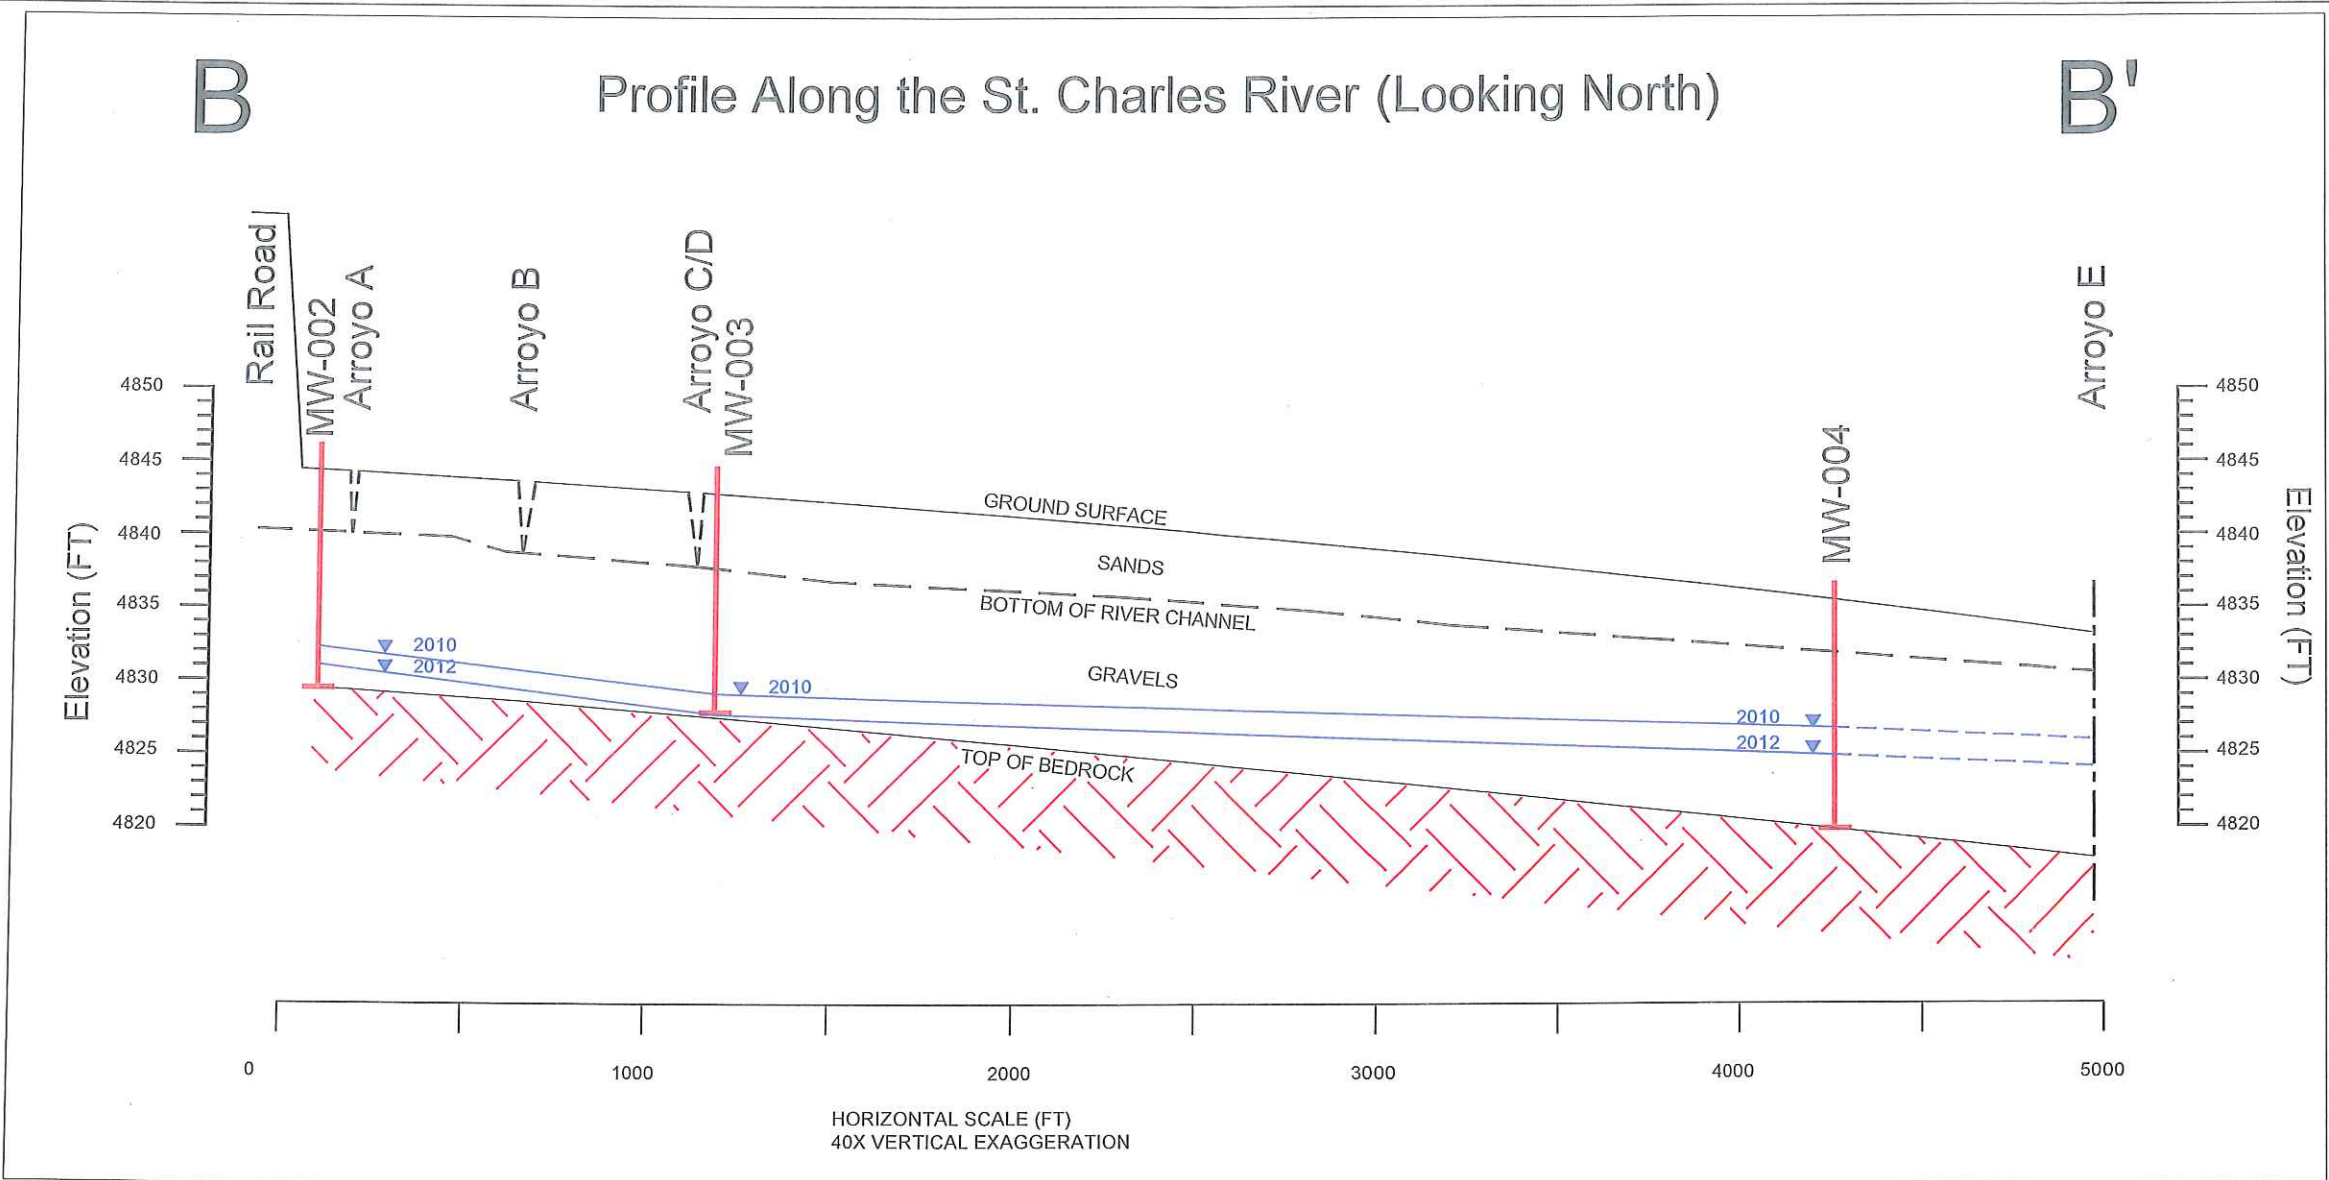 B
Profile Along the St. Charles River (Looking North)
B'
Rail Road
MW-002
Arroyo A
Arroyo B
Arroyo C/D
MW-003
MW-004
Arroyo E
Elevation (FT)
4850
4845
4840
4835
4830
4825
4820
GROUND SURFACE
SANDS
BOTTOM OF RIVER CHANNEL
GRAVELS
TOP OF BEDROCK
2010
2012
2010
2010
2012
4850
4845
4840
4835
4830
4825
4820
Elevation (FT)
0
1000
2000
3000
4000
5000
HORIZONTAL SCALE (FT)
40X VERTICAL EXAGGERATION